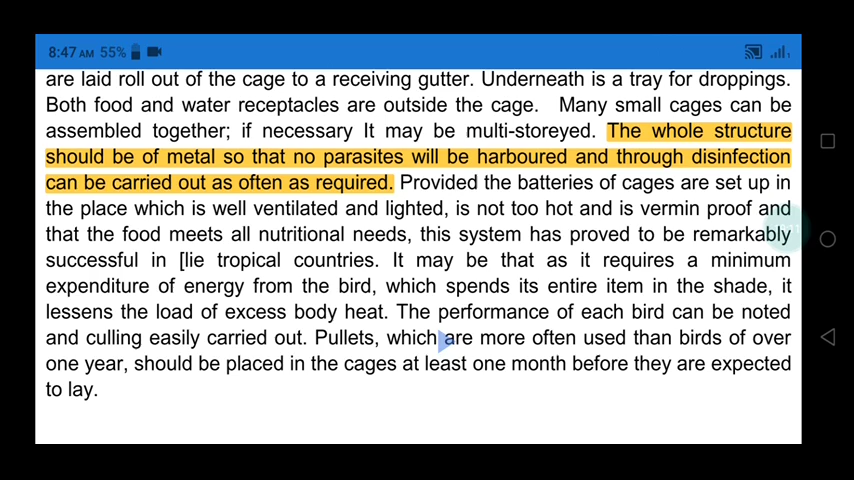 8:47 AM 55%
are laid roll out of the cage to a receiving gutter. Underneath is a tray for droppings.
Both food and water receptacles are outside the cage. Many small cages can be
assembled together; if necessary It may be multi-storeyed. The whole structure
should be of metal so that no parasites will be harboured and through disinfection
can be carried out as often as required. Provided the batteries of cages are set up in
the place which is well ventilated and lighted, is not too hot and is vermin proof and
that the food meets all nutritional needs, this system has proved to be remarkably
successful in [lie tropical countries. It may be that as it requires a minimum
expenditure of energy from the bird, which spends its entire item in the shade, it
lessens the load of excess body heat. The performance of each bird can be noted
and culling easily carried out. Pullets, which are more often used than birds of over
one year, should be placed in the cages at least one month before they are expected
to lay.